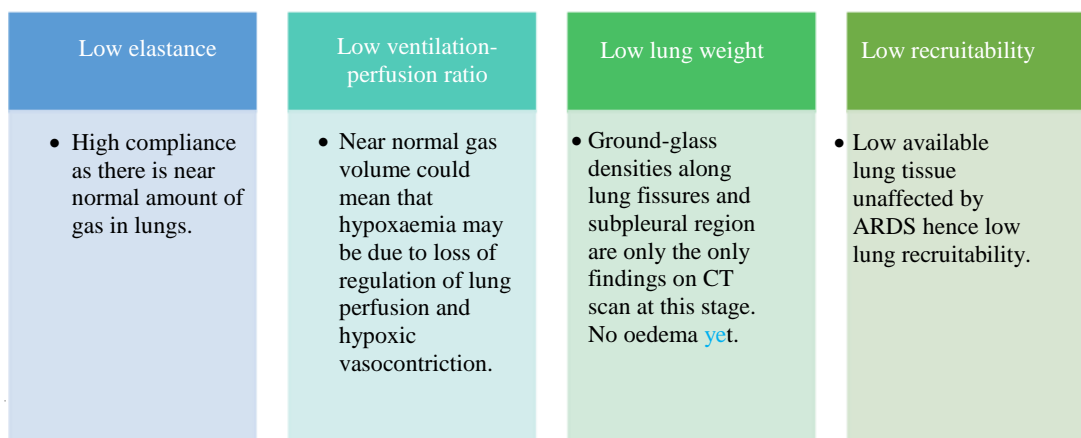 Low elastance
• High compliance
as there is near
normal amount of
gas in lungs.
Low ventilation-
perfusion ratio
• Near normal gas
volume could
mean that
hypoxaemia may
be due to loss of
regulation of lung
perfusion and
hypoxic
vasocontriction.
Low lung weight
• Ground-glass
densities along
lung fissures and
subpleural region
are only the only
findings on CT
scan at this stage.
No oedema yet.
Low recruitability
• Low available
lung tissue
unaffected by
ARDS hence low
lung recruitability.